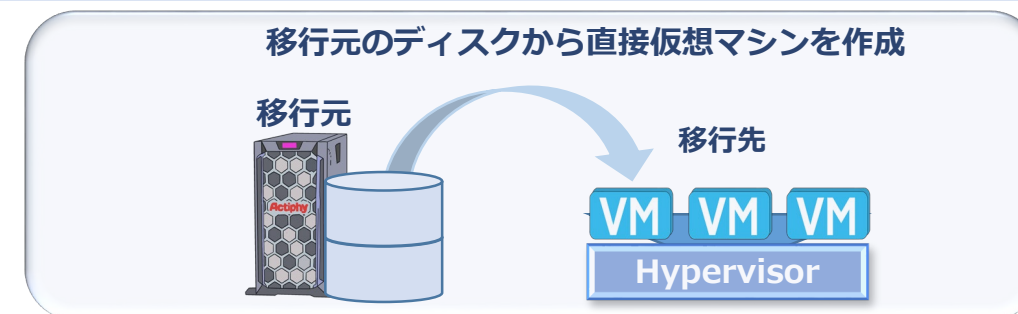 移行元のディスクから直接仮想マシンを作成
移行元
移行先
Actiphy
VM VM VM
Hypervisor